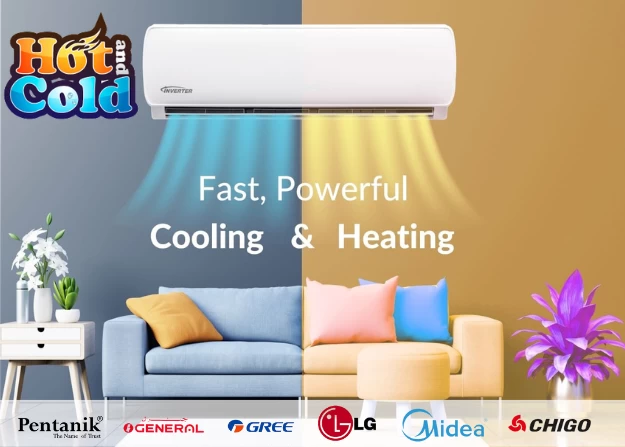 Hot and
Cold
INVERTER
Fast, Powerful
Cooling & Heating
Pentanik®
The Name of Trust
GENERAL
GREE
LG
Midea
CHIGO